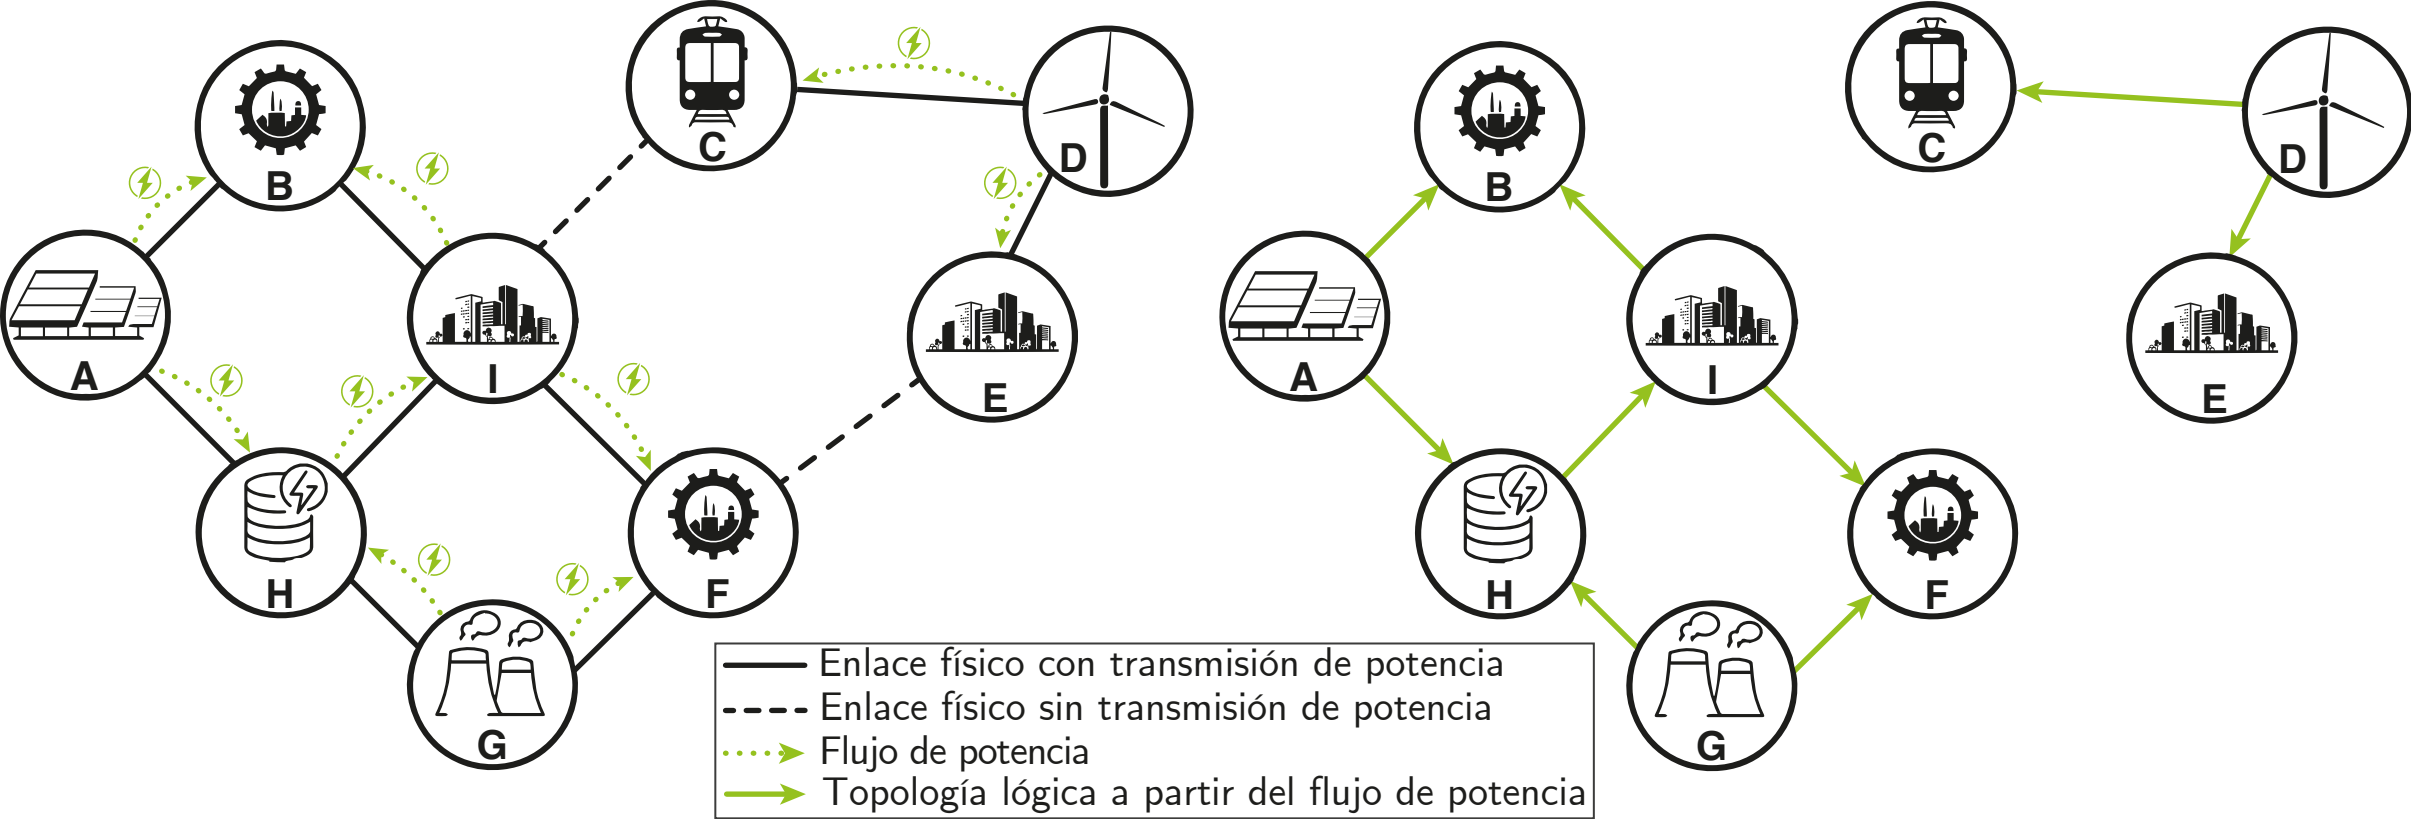 C
D
B
I
A
E
H
F
G
C
D
B
I
A
E
H
F
G
Enlace físico con transmisión de potencia
Enlace físico sin transmisión de potencia
Flujo de potencia
Topología lógica a partir del flujo de potencia